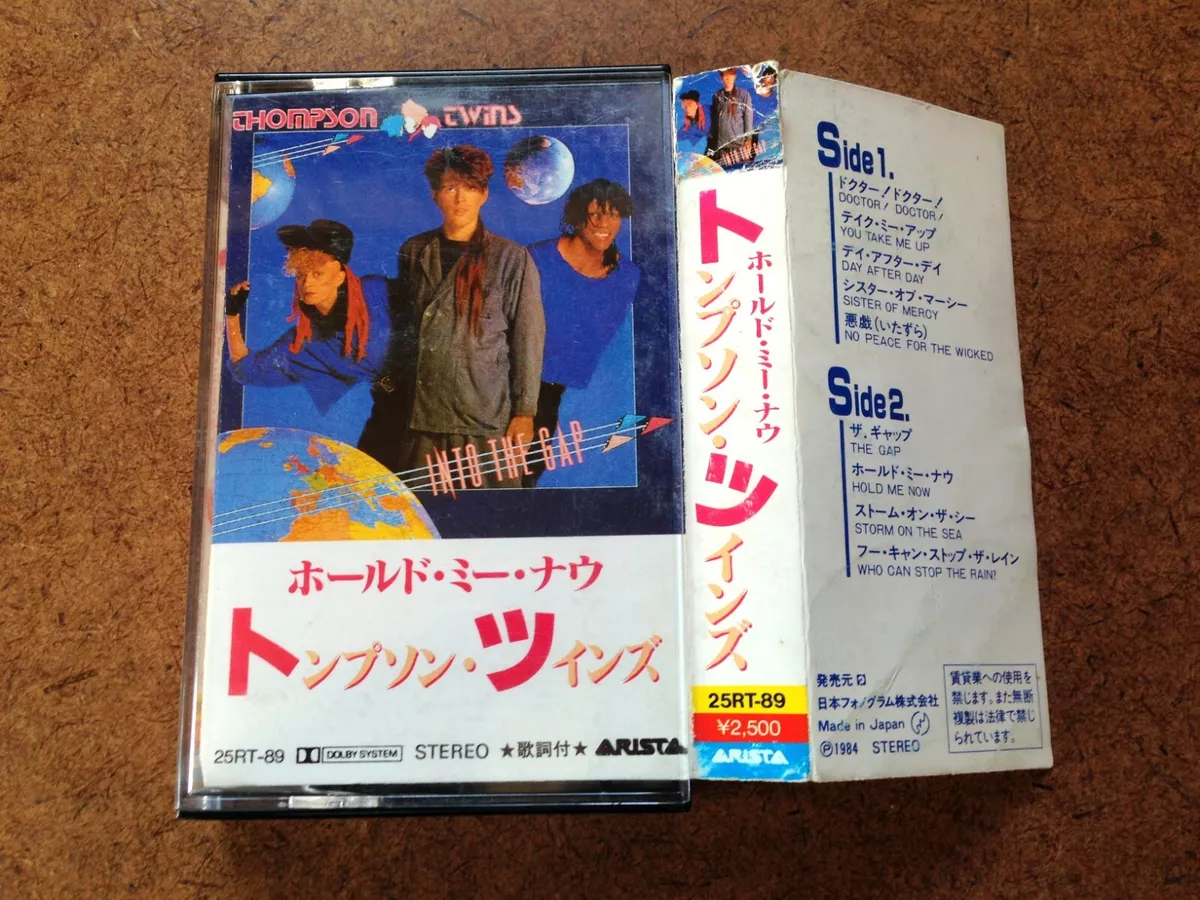 THOMPSON TWINS
INTO THE GAP
ホールド・ミー・ナウ
トンプソン・ツインズ
25RT-89 DOLBY SYSTEM STEREO ★歌詞付★ ARISTA
ホールド・ミー・ナウ
トンプソン・ツインズ
25RT-89
¥2,500
ARISTA
Side 1.
ドクター!ドクター!
DOCTOR! DOCTOR!
テイク・ミー・アップ
YOU TAKE ME UP
デイ・アフター・デイ
DAY AFTER DAY
シスター・オブ・マーシー
SISTER OF MERCY
悪戯(いたずら)
NO PEACE FOR THE WICKED
Side 2.
ザ・ギャップ
THE GAP
ホールド・ミー・ナウ
HOLD ME NOW
ストーム・オン・ザ・シー
STORM ON THE SEA
フー・キャン・ストップ・ザ・レイン
WHO CAN STOP THE RAIN?
発売元
日本フォノグラム株式会社
Made in Japan
Ⓟ1984 STEREO
賃貸業への使用を
禁じます。また無断
複製は法律で禁じ
られています。